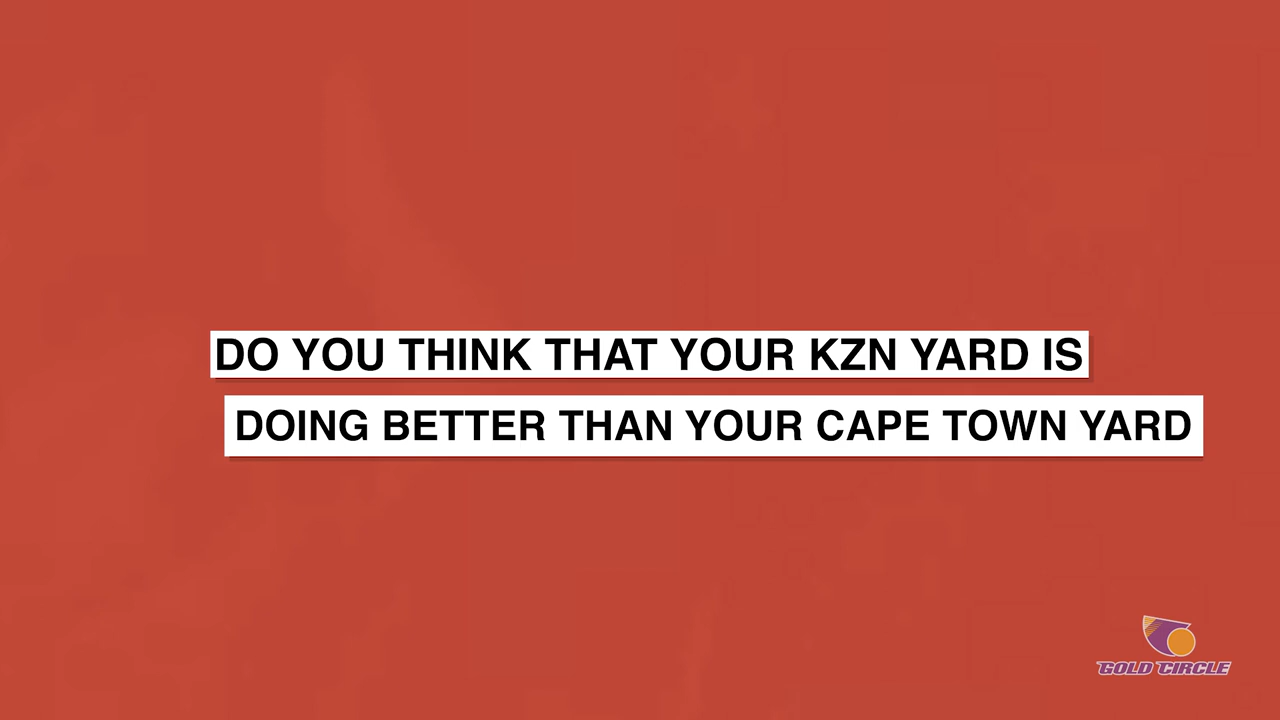 DO YOU THINK THAT YOUR KZN YARD IS
DOING BETTER THAN YOUR CAPE TOWN YARD
GOLD CIRCLE